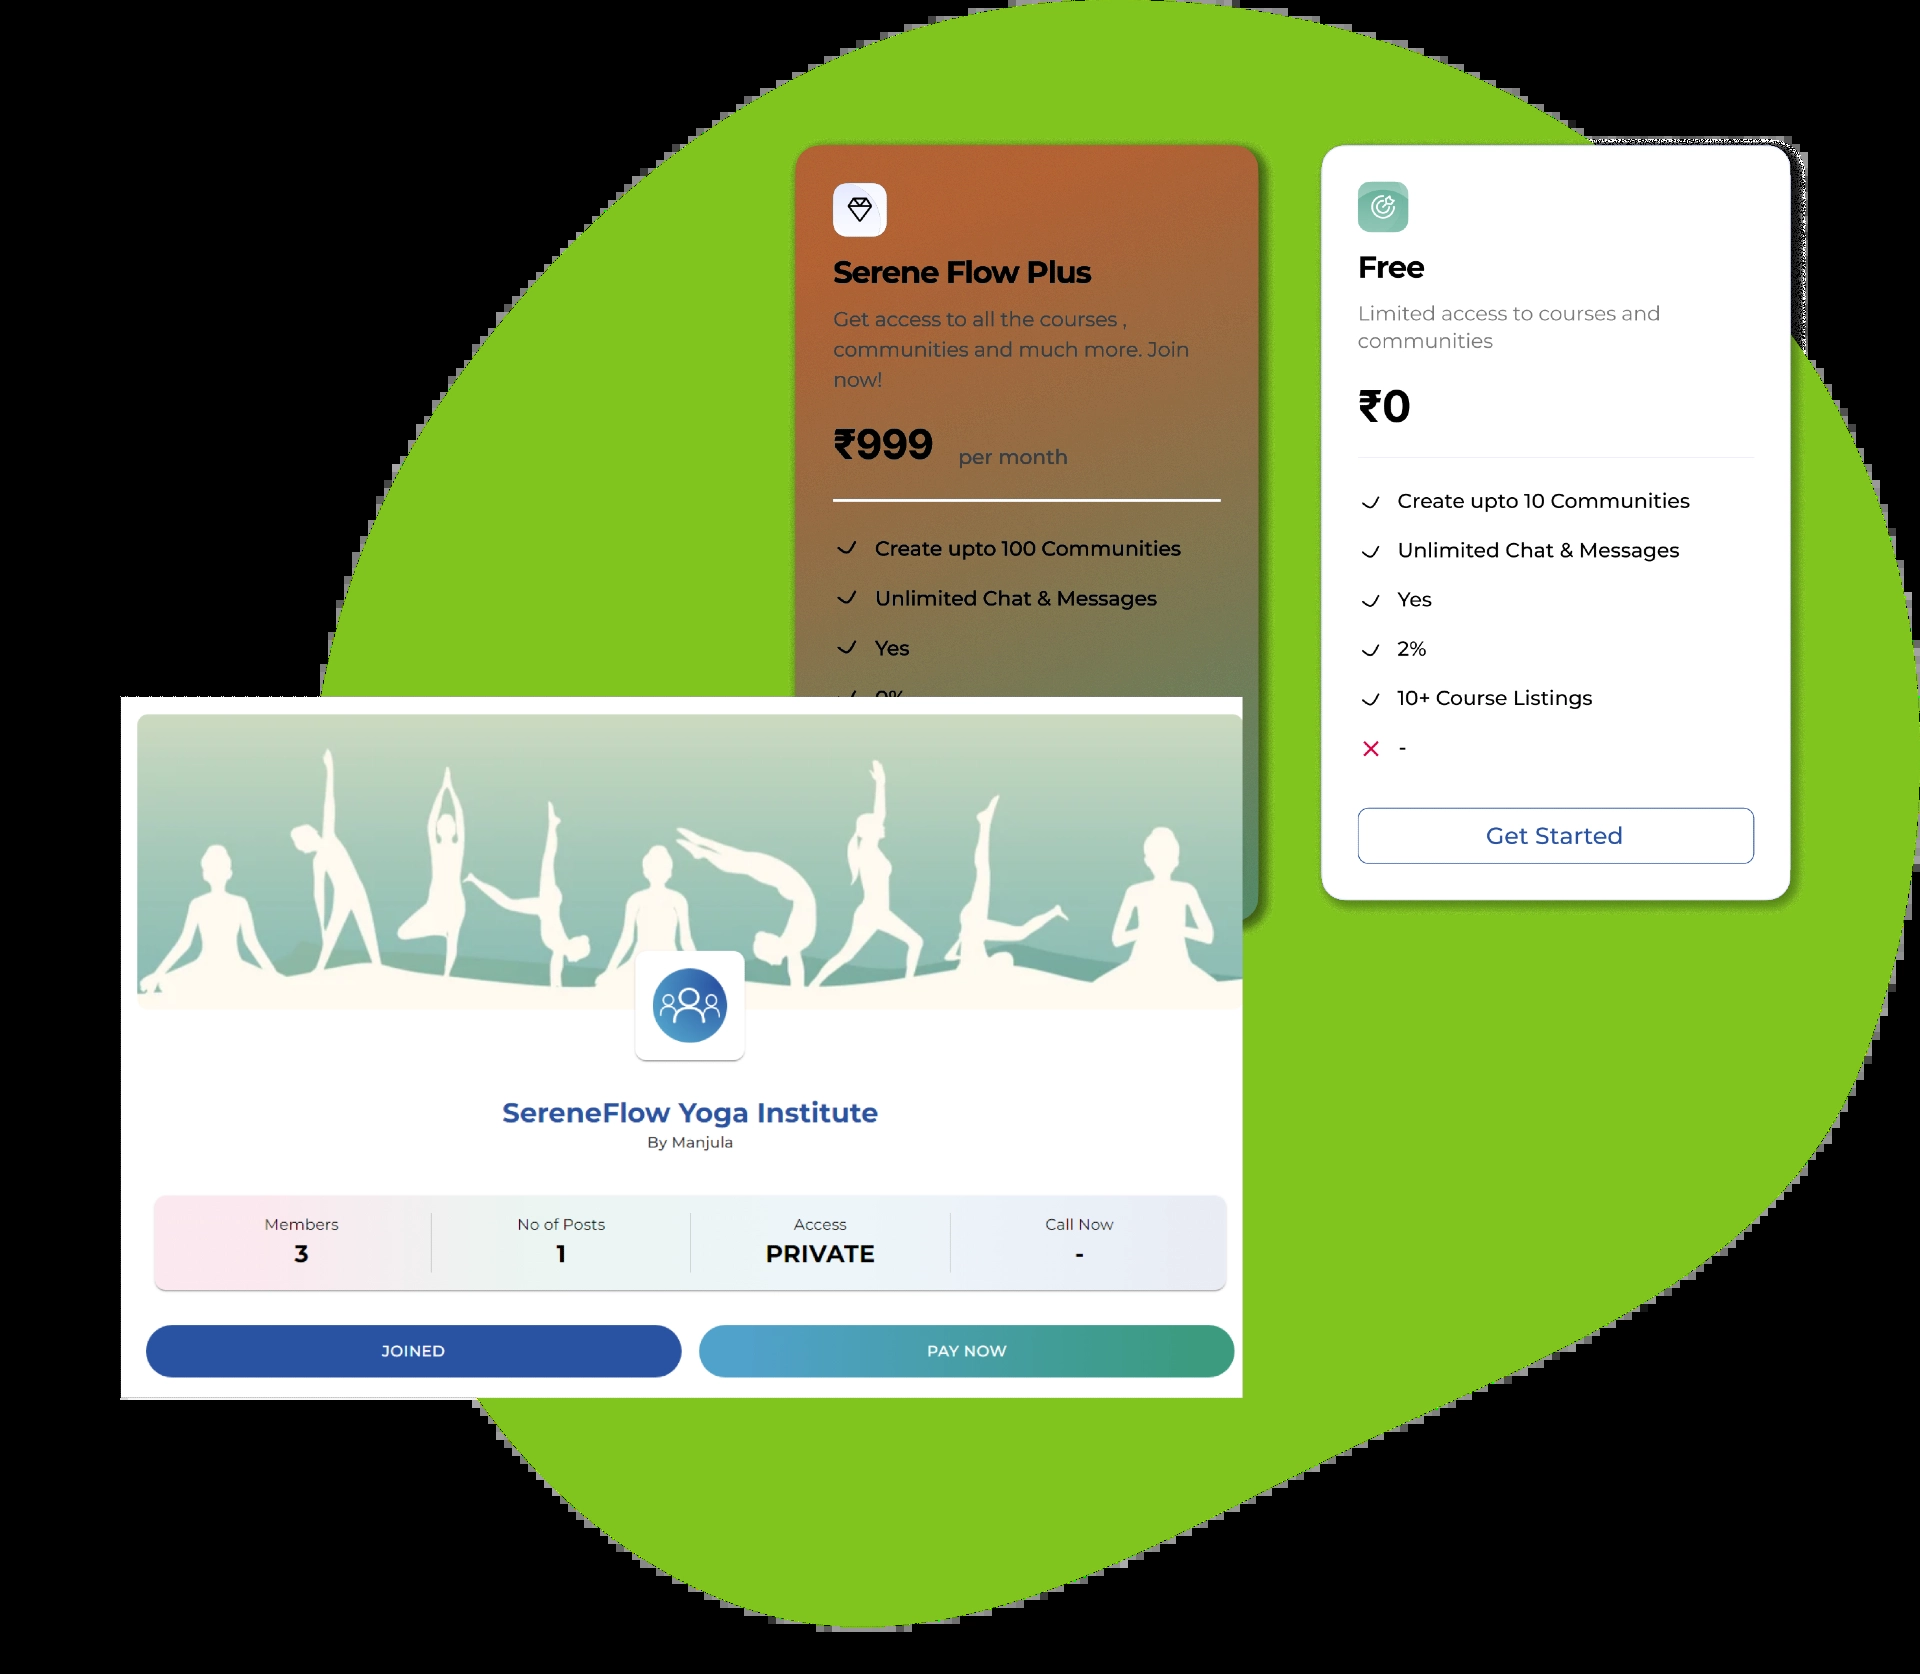 Serene Flow Plus
Get access to all the courses ,
communities and much more. Join
now!
₹999 per month
Create upto 100 Communities
Unlimited Chat & Messages
Yes
0%
Free
Limited access to courses and
communities
₹0
Create upto 10 Communities
Unlimited Chat & Messages
Yes
2%
10+ Course Listings
-
Get Started
SereneFlow Yoga Institute
By Manjula
Members
3
No of Posts
1
Access
PRIVATE
Call Now
-
JOINED
PAY NOW